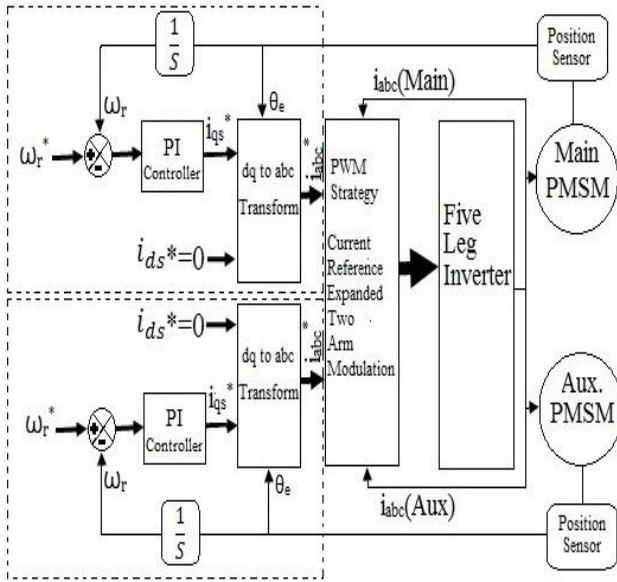 1
S
Position
Sensor
θe
iabc(Main)
ωr
ωr*
+
-
PI
Controller
iqs*
dq to abc
Transform
iabc*
ids*=0
PWM
Strategy
Current
Reference
Expanded
Two
Arm
Modulation
Five
Leg
Inverter
Main
PMSM
ids*=0
dq to abc
Transform
iabc*
ωr*
+
-
PI
Controller
iqs*
ωr
θe
1
S
iabc(Aux)
Aux.
PMSM
Position
Sensor